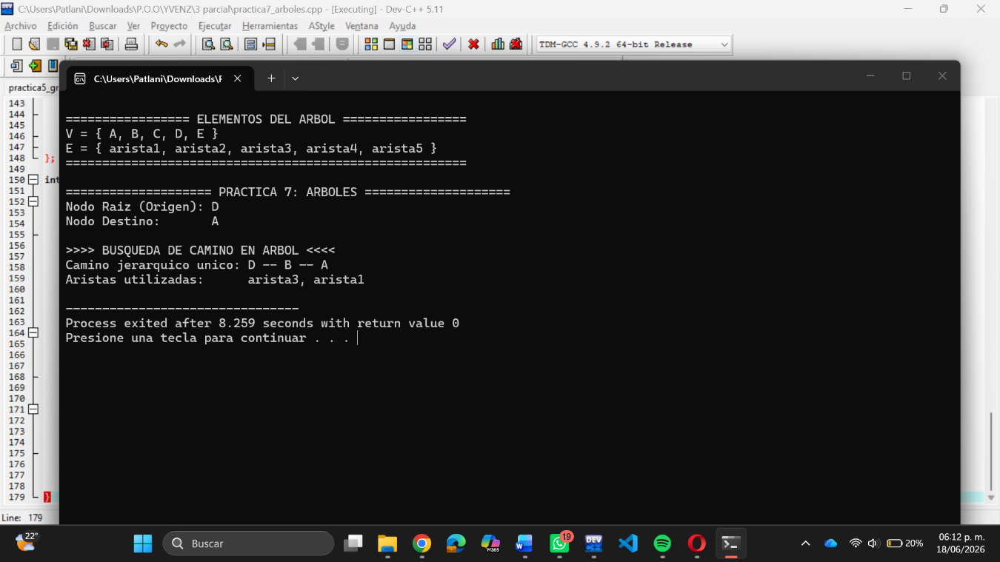 C:\Users\Patlani\Downloads\P.O.O\YVENZ\3 parcial\practica7_arboles.cpp - [Executing] - Dev-C++ 5.11
Archivo Edición Buscar Ver Proyecto Ejecutar Herramientas AStyle Ventana Ayuda
TDM-GCC 4.9.2 64-bit Release
C:\Users\Patlani\Downloads\F
practica5_gr
143
144
145
146
147
148 };
149
150 int
151
152
153
154
155
156
157
158
159
160
161
162
163
164
165
166
167
168
169
170
171
172
173
174
175
176
177
178
179 }
================= ELEMENTOS DEL ARBOL =================
V = { A, B, C, D, E }
E = { arista1, arista2, arista3, arista4, arista5 }
=======================================================
==================== PRACTICA 7: ARBOLES ====================
Nodo Raiz (Origen): D
Nodo Destino: A
>>>> BUSQUEDA DE CAMINO EN ARBOL <<<<
Camino jerarquico unico: D -- B -- A
Aristas utilizadas: arista3, arista1
--------------------------------
Process exited after 8.259 seconds with return value 0
Presione una tecla para continuar . . .
Line: 179
22°
Buscar
M365
19
DEV C++
20%
06:12 p. m.
18/06/2026